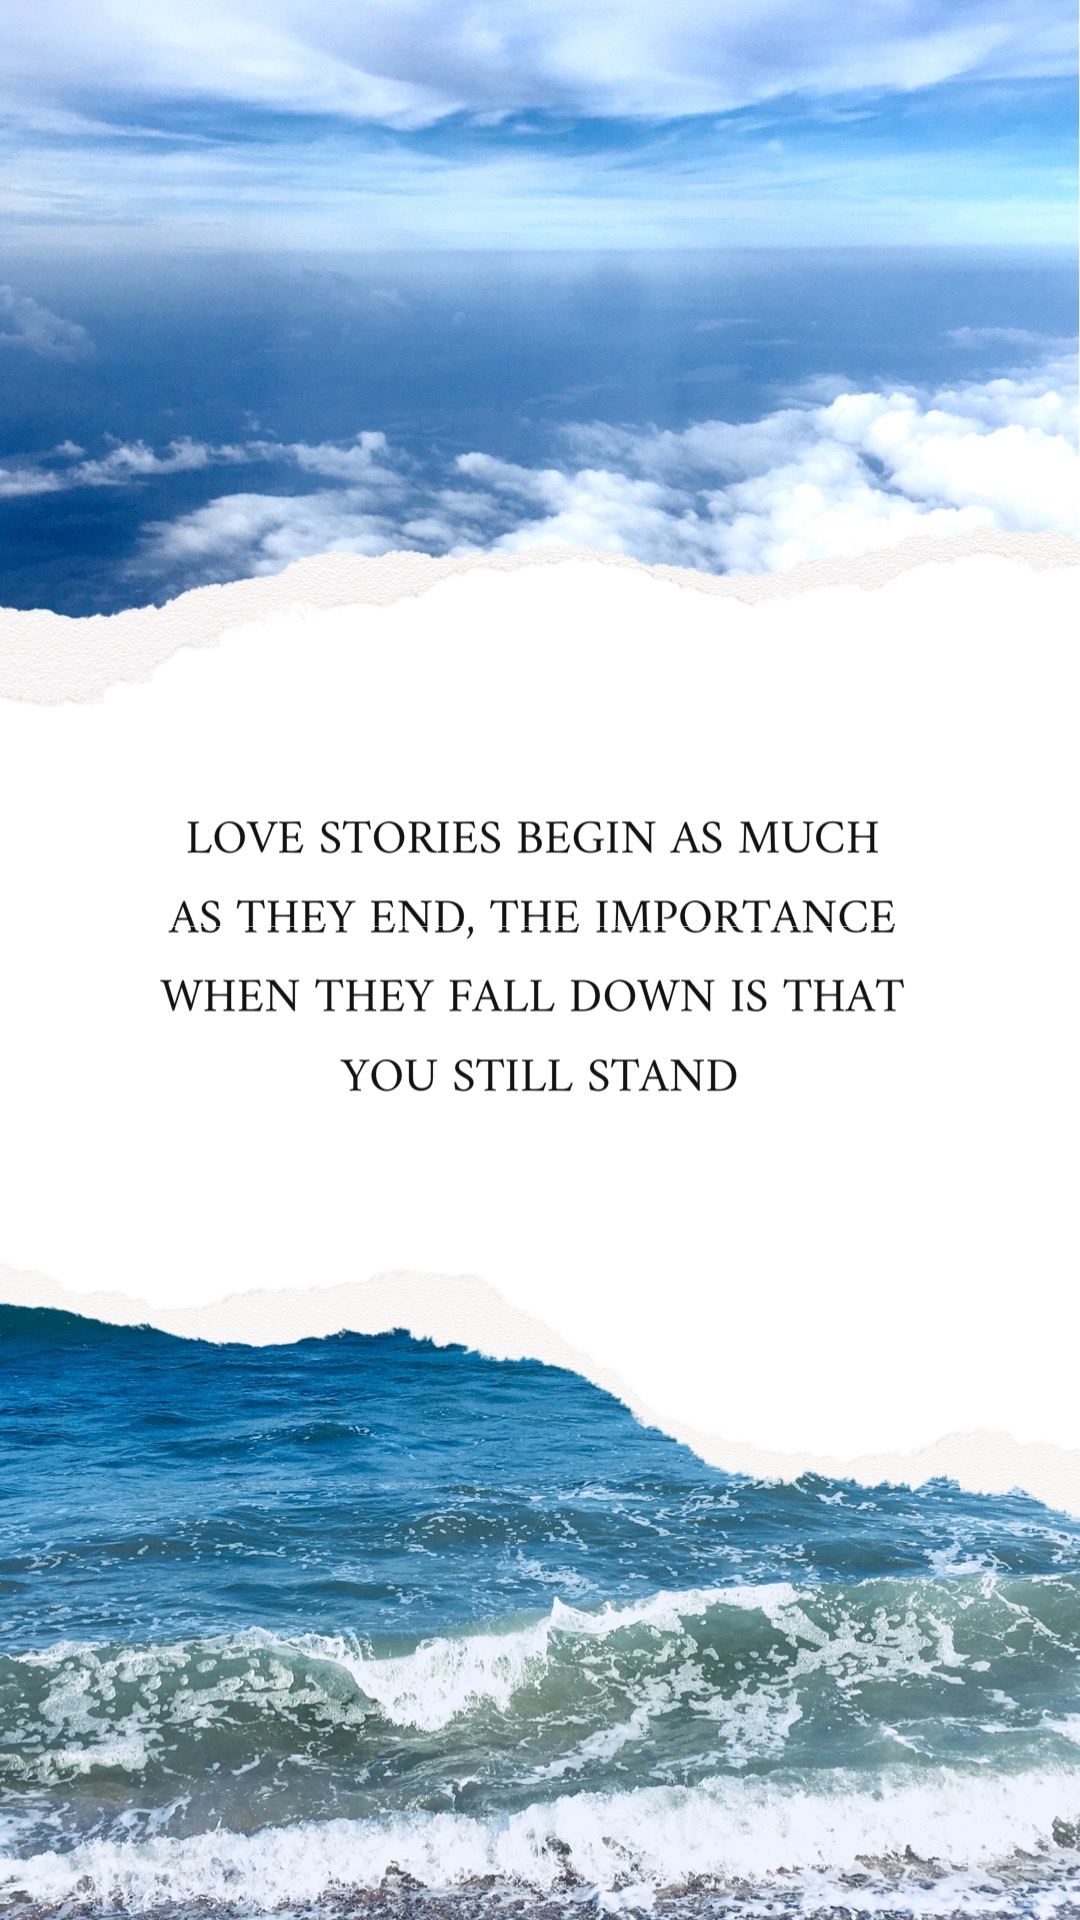 LOVE STORIES BEGIN AS MUCH
AS THEY END, THE IMPORTANCE
WHEN THEY FALL DOWN IS THAT
YOU STILL STAND